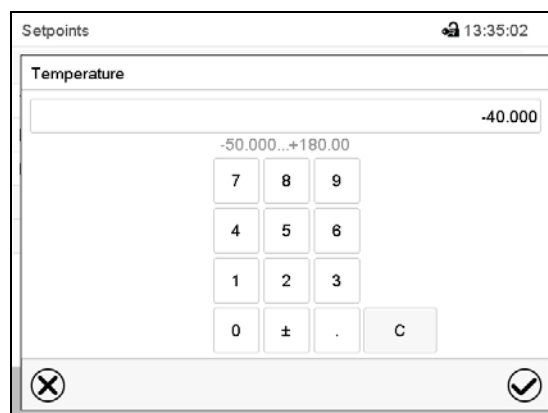 Setpoints 13:35:02
Temperature
-40.000
-50.000...+180.00
7 8 9
4 5 6
1 2 3
0 ± . C